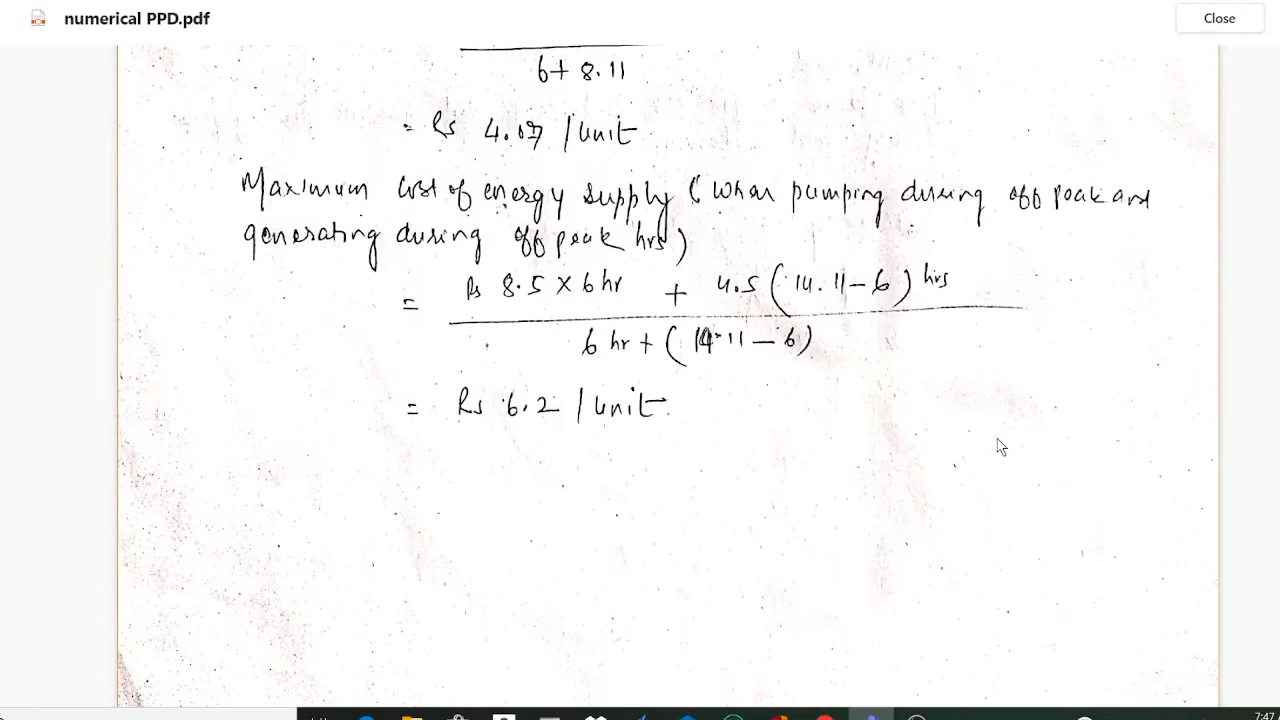 numerical PPD.pdf
Close
6+ 8.11
= Rs 4.17 /unit
Maximum cost of energy supply ( when pumping during off peak and
generating during off peak hrs )
= Rs 8.5 × 6 hr + 4.5 ( 14.11 – 6 ) hrs
6 hr + ( 14.11 – 6 )
= Rs 6.2 / unit.
7:47